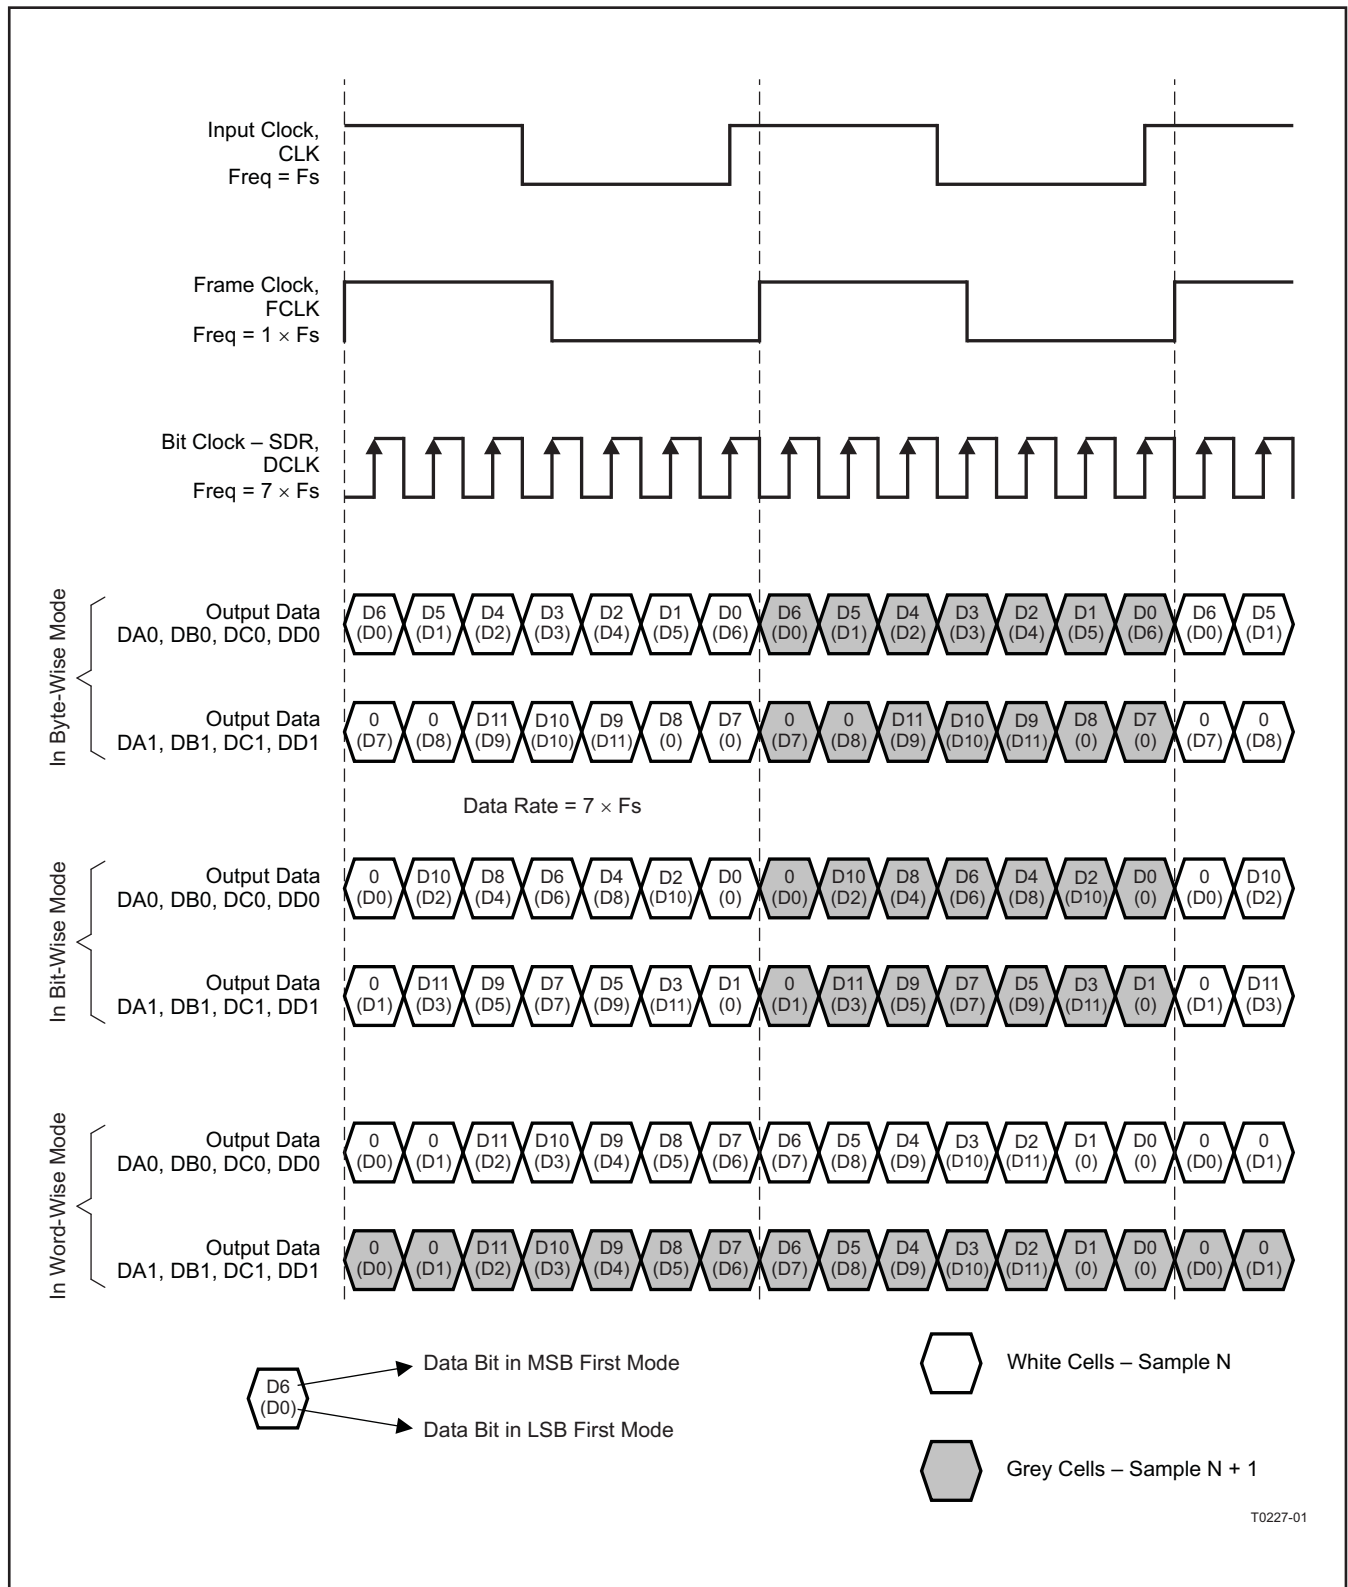 Input Clock,
CLK
Freq = Fs
Frame Clock,
FCLK
Freq = 1 × Fs
Bit Clock – SDR,
DCLK
Freq = 7 × Fs
In Byte-Wise Mode
Output Data
DA0, DB0, DC0, DD0
D6 D5 D4 D3 D2 D1 D0 D6 D5 D4 D3 D2 D1 D0 D6 D5
(D0) (D1) (D2) (D3) (D4) (D5) (D6) (D0) (D1) (D2) (D3) (D4) (D5) (D6) (D0) (D1)
Output Data
DA1, DB1, DC1, DD1
0 0 D11 D10 D9 D8 D7 0 0 D11 D10 D9 D8 D7 0 0
(D7) (D8) (D9) (D10) (D11) (0) (0) (D7) (D8) (D9) (D10) (D11) (0) (0) (D7) (D8)
Data Rate = 7 × Fs
In Bit-Wise Mode
Output Data
DA0, DB0, DC0, DD0
0 D10 D8 D6 D4 D2 D0 0 D10 D8 D6 D4 D2 D0 0 D10
(D0) (D2) (D4) (D6) (D8) (D10) (0) (D0) (D2) (D4) (D6) (D8) (D10) (0) (D0) (D2)
Output Data
DA1, DB1, DC1, DD1
0 D11 D9 D7 D5 D3 D1 0 D11 D9 D7 D5 D3 D1 0 D11
(D1) (D3) (D5) (D7) (D9) (D11) (0) (D1) (D3) (D5) (D7) (D9) (D11) (0) (D1) (D3)
In Word-Wise Mode
Output Data
DA0, DB0, DC0, DD0
0 0 D11 D10 D9 D8 D7 D6 D5 D4 D3 D2 D1 D0 0 0
(D0) (D1) (D2) (D3) (D4) (D5) (D6) (D7) (D8) (D9) (D10) (D11) (0) (0) (D0) (D1)
Output Data
DA1, DB1, DC1, DD1
0 0 D11 D10 D9 D8 D7 D6 D5 D4 D3 D2 D1 D0 0 0
(D0) (D1) (D2) (D3) (D4) (D5) (D6) (D7) (D8) (D9) (D10) (D11) (0) (0) (D0) (D1)
D6
(D0)
Data Bit in MSB First Mode
Data Bit in LSB First Mode
White Cells – Sample N
Grey Cells – Sample N + 1
T0227-01